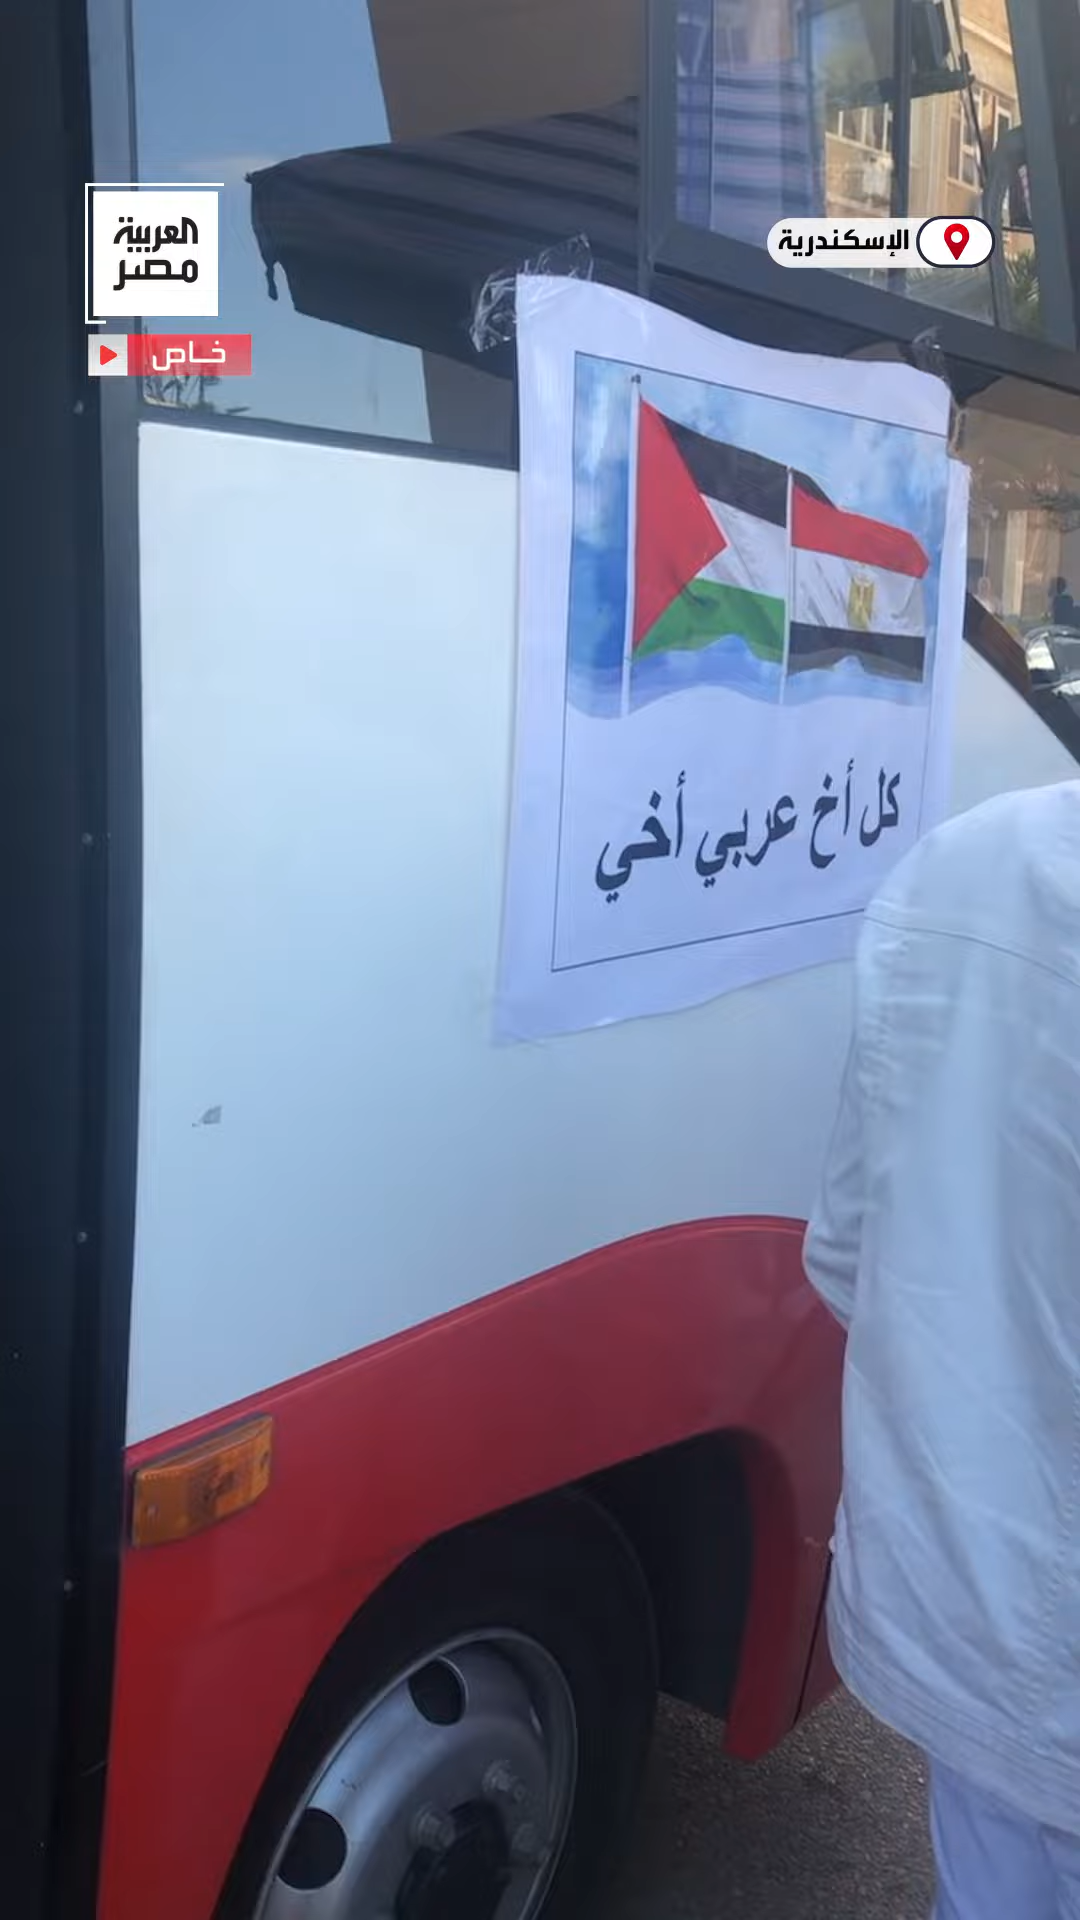 العربية
مصر
خاص
الإسكندرية
كل أخ عربي أخي